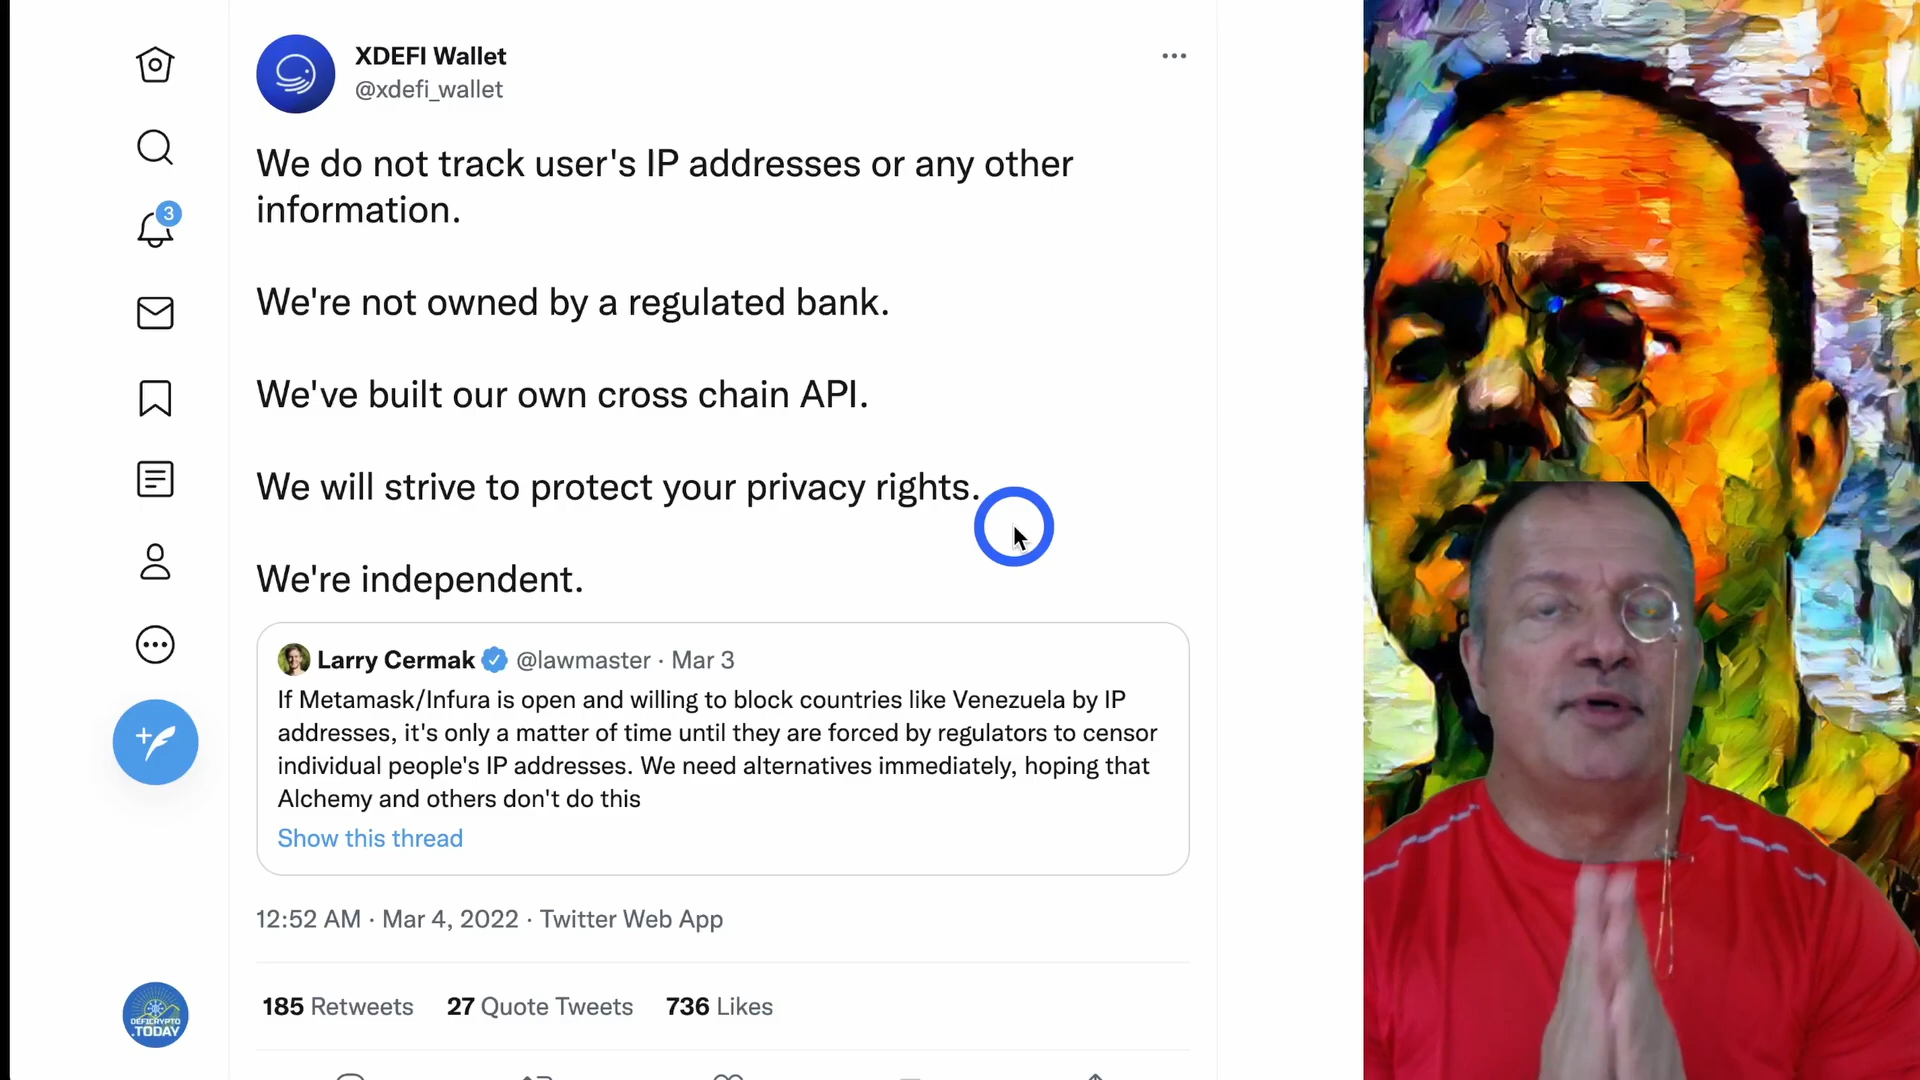 XDEFI Wallet
@xdefi_wallet
We do not track user's IP addresses or any other
information.
We're not owned by a regulated bank.
We've built our own cross chain API.
We will strive to protect your privacy rights.
We're independent.
Larry Cermak @lawmaster · Mar 3
If Metamask/Infura is open and willing to block countries like Venezuela by IP
addresses, it's only a matter of time until they are forced by regulators to censor
individual people's IP addresses. We need alternatives immediately, hoping that
Alchemy and others don't do this
Show this thread
12:52 AM · Mar 4, 2022 · Twitter Web App
185 Retweets 27 Quote Tweets 736 Likes
3
DEFICRYPTO
.TODAY